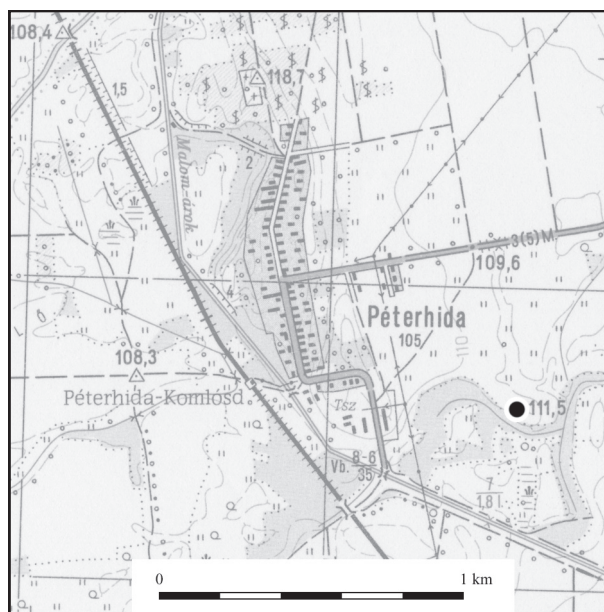 108,4
1,5
118,7
2
Malom-árok
3(5) M
109,6
4
Péterhida
105
110
L ó
108,3
Péterhida-Komlósd
Tsz
111,5
Vb.
8-6
35
7
1,8 l
0 1 km